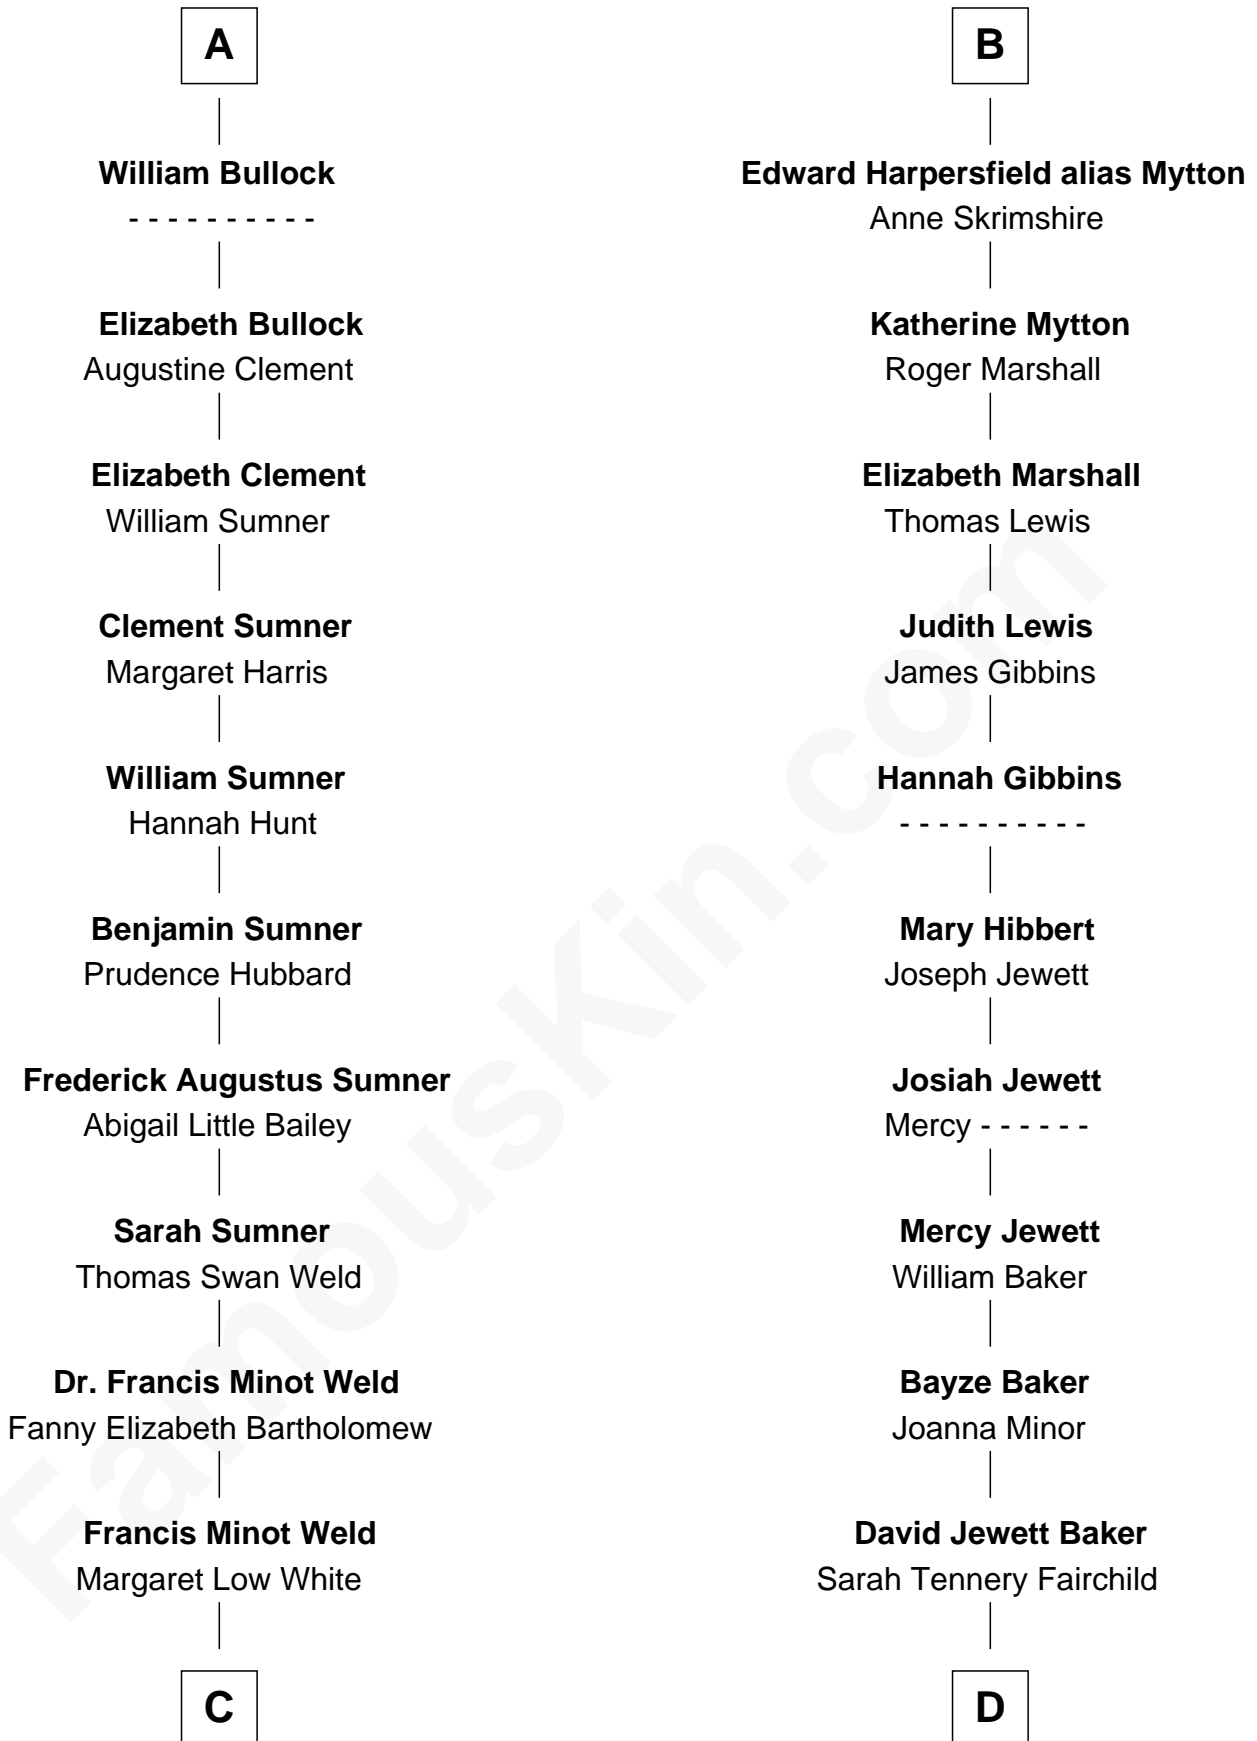 A
William Bullock
- - - - - - - - - -
Elizabeth Bullock
Augustine Clement
Elizabeth Clement
William Sumner
Clement Sumner
Margaret Harris
William Sumner
Hannah Hunt
Benjamin Sumner
Prudence Hubbard
Frederick Augustus Sumner
Abigail Little Bailey
Sarah Sumner
Thomas Swan Weld
Dr. Francis Minot Weld
Fanny Elizabeth Bartholomew
Francis Minot Weld
Margaret Low White
C
B
Edward Harpersfield alias Mytton
Anne Skrimshire
Katherine Mytton
Roger Marshall
Elizabeth Marshall
Thomas Lewis
Judith Lewis
James Gibbins
Hannah Gibbins
- - - - - - - - - -
Mary Hibbert
Joseph Jewett
Josiah Jewett
Mercy - - - - - -
Mercy Jewett
William Baker
Bayze Baker
Joanna Minor
David Jewett Baker
Sarah Tennery Fairchild
D
FamousKin.com